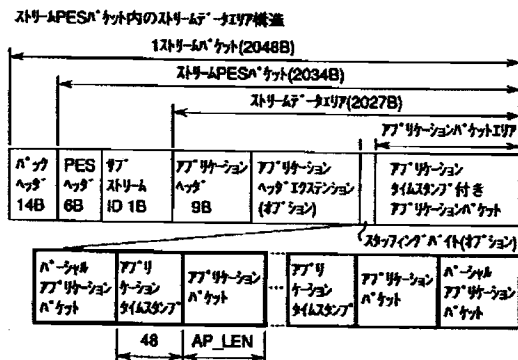 ストリームPESパケット内のストリームデータエリア構造
1ストリームパケット(2048B)
ストリームPESパケット(2034B)
ストリームデータエリア(2027B)
アプリケーションパケットエリア
パック
ヘッダ
14B
PES
ヘッダ
6B
サブ
ストリーム
ID 1B
アプリケーション
ヘッダ
9B
アプリケーション
ヘッダエクステンション
(オプション)
アプリケーション
タイムスタンプ付き
アプリケーションパケット
スタッフィングバイト(オプション)
パーシャル
アプリケーション
パケット
アプリ
ケーション
タイムスタンプ
アプリケーション
パケット
アプリ
ケーション
タイムスタンプ
アプリケーション
パケット
パーシャル
アプリケーション
パケット
48
AP_LEN